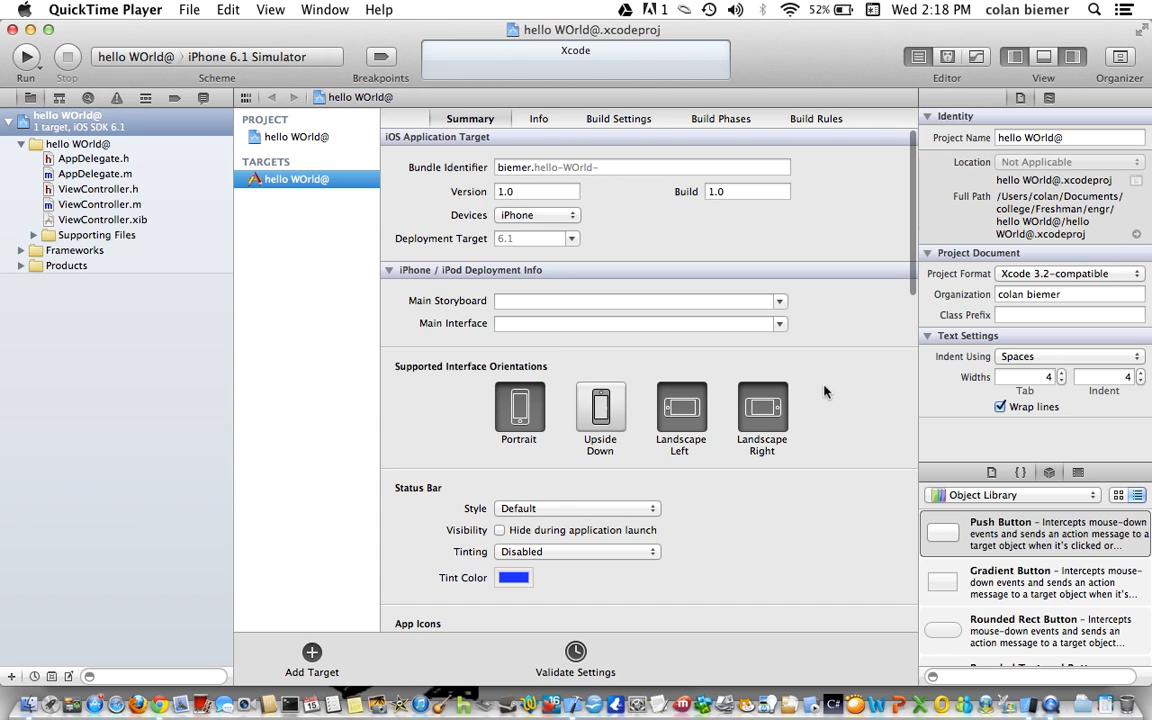 QuickTime Player File Edit View Window Help 1 52% Wed 2:18 PM colan biemer
hello WOrld@.xcodeproj
hello WOrld@ › iPhone 6.1 Simulator
Xcode
Run Stop Scheme Breakpoints Editor View Organizer
hello WOrld@
1 target, iOS SDK 6.1
hello WOrld@
AppDelegate.h
AppDelegate.m
ViewController.h
ViewController.m
ViewController.xib
Supporting Files
Frameworks
Products
hello WOrld@
PROJECT
hello WOrld@
TARGETS
hello WOrld@
Summary Info Build Settings Build Phases Build Rules
iOS Application Target
Bundle Identifier biemer.hello-WOrld-
Version 1.0 Build 1.0
Devices iPhone
Deployment Target 6.1
iPhone / iPod Deployment Info
Main Storyboard
Main Interface
Supported Interface Orientations
Portrait
Upside Down
Landscape Left
Landscape Right
Status Bar
Style Default
Visibility Hide during application launch
Tinting Disabled
Tint Color
App Icons
Add Target
Validate Settings
Identity
Project Name hello WOrld@
Location Not Applicable
hello WOrld@.xcodeproj
Full Path /Users/colan/Documents/
college/Freshman/engr/
hello WOrld@/hello
WOrld@.xcodeproj
Project Document
Project Format Xcode 3.2-compatible
Organization colan biemer
Class Prefix
Text Settings
Indent Using Spaces
Widths 4 4
Tab Indent
Wrap lines
Object Library
Push Button - Intercepts mouse-down
events and sends an action message to a
target object when it's clicked or...
Gradient Button - Intercepts mouse-
down events and sends an action
message to a target object when it's...
Rounded Rect Button - Intercepts
mouse-down events and sends an
action message to a target object...